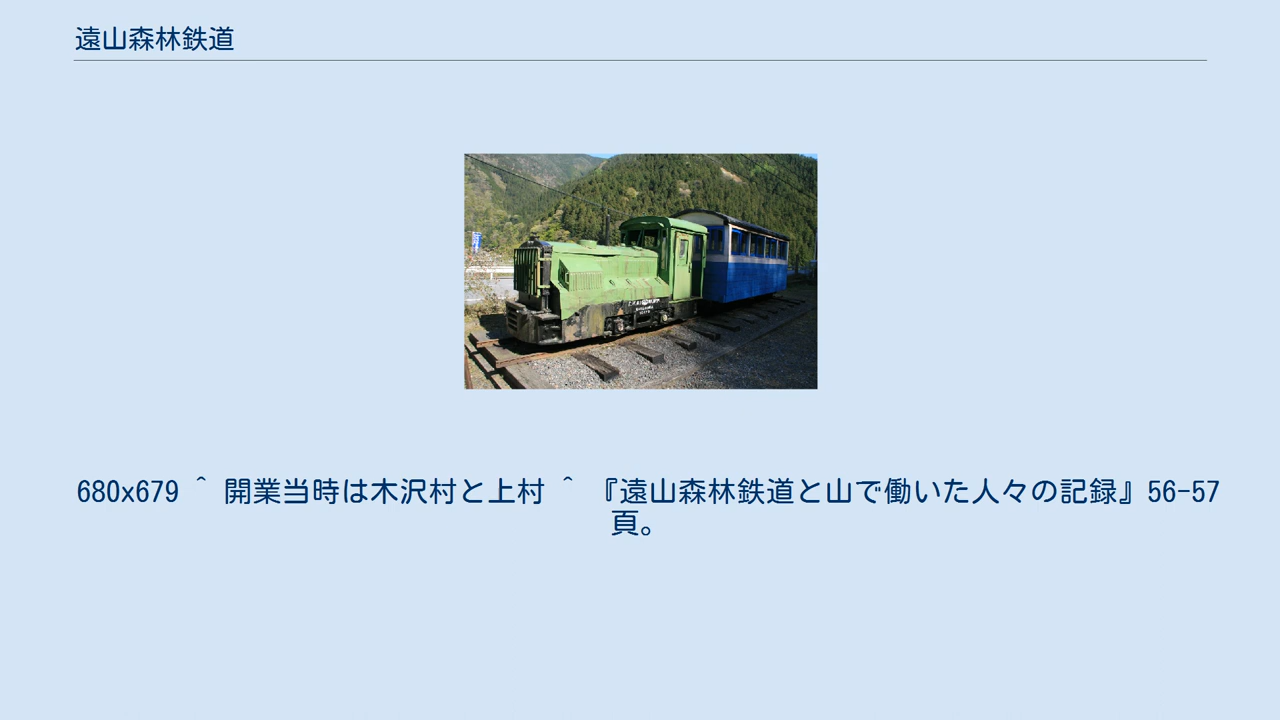 遠山森林鉄道
680x679 ^ 開業当時は木沢村と上村 ^ 『遠山森林鉄道と山で働いた人々の記録』56-57
頁。